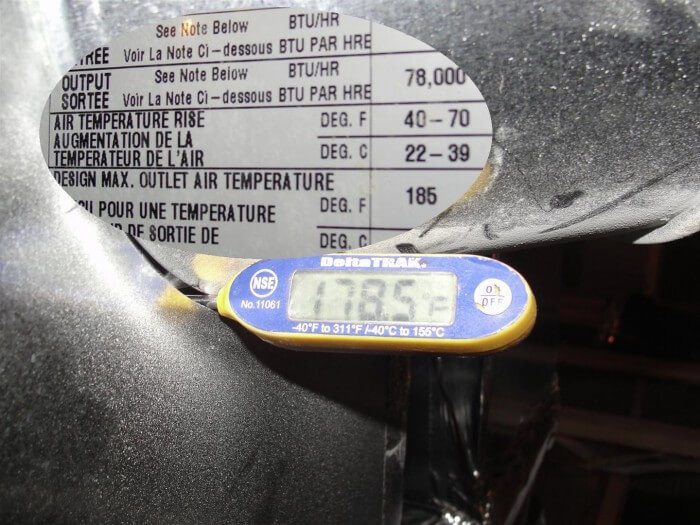 See Note Below BTU/HR
Voir La Note Ci-dessous BTU PAR HRE
OUTPUT See Note Below BTU/HR 78,000
SORTEE Voir La Note Ci-dessous BTU PAR HRE
AIR TEMPERATURE RISE DEG. F 40-70
AUGMENTATION DE LA
TEMPERATEUR DE L'AIR DEG. C 22-39
DESIGN MAX. OUTLET AIR TEMPERATURE
POUR UNE TEMPERATURE DEG. F 185
DE SORTIE DE DEG. C
DeltaTRAK®
NSE
No.11061
178.5°F
ON
OFF
-40°F to 311°F /-40°C to 155°C